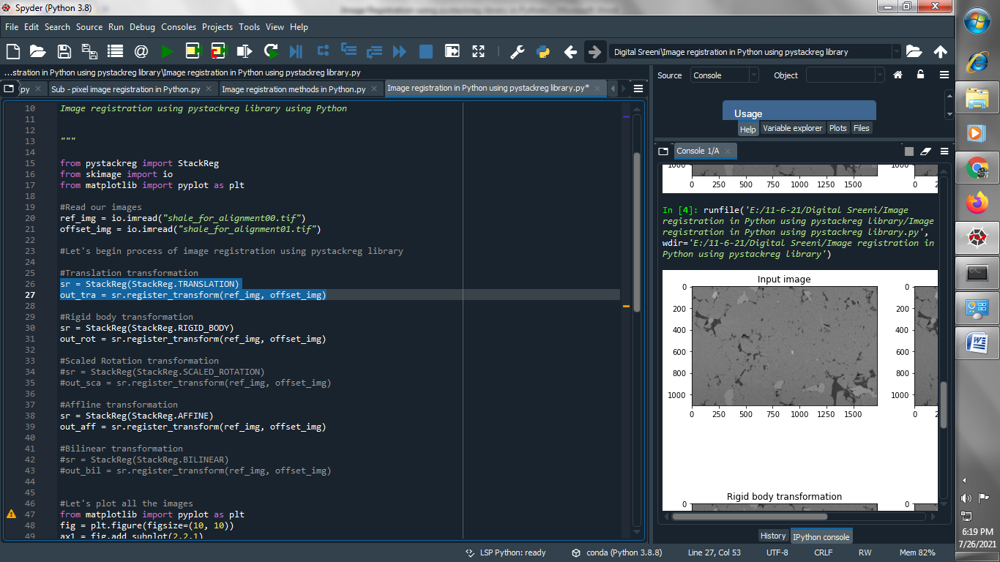 Spyder (Python 3.8)
File Edit Search Source Run Debug Consoles Projects Tools View Help
Digital Sreeni\Image registration in Python using pystackreg library
...stration in Python using pystackreg library\Image registration in Python using pystackreg library.py
py Sub - pixel image registration in Python.py Image registration methods in Python.py Image registration in Python using pystackreg library.py*
10 Image registration using pystackreg library using Python
11
12
13 """
14
15 from pystackreg import StackReg
16 from skimage import io
17 from matplotlib import pyplot as plt
18
19 #Read our images
20 ref_img = io.imread("shale_for_alignment00.tif")
21 offset_img = io.imread("shale_for_alignment01.tif")
22
23 #Let's begin process of image registration using pystackreg library
24
25 #Translation transformation
26 sr = StackReg(StackReg.TRANSLATION)
27 out_tra = sr.register_transform(ref_img, offset_img)
28
29 #Rigid body transformation
30 sr = StackReg(StackReg.RIGID_BODY)
31 out_rot = sr.register_transform(ref_img, offset_img)
32
33 #Scaled Rotation transformation
34 #sr = StackReg(StackReg.SCALED_ROTATION)
35 #out_sca = sr.register_transform(ref_img, offset_img)
36
37 #Affline transformation
38 sr = StackReg(StackReg.AFFINE)
39 out_aff = sr.register_transform(ref_img, offset_img)
40
41 #Bilinear transformation
42 #sr = StackReg(StackReg.BILINEAR)
43 #out_bil = sr.register_transform(ref_img, offset_img)
44
45
46 #Let's plot all the images
47 from matplotlib import pyplot as plt
48 fig = plt.figure(figsize=(10, 10))
49 ax1 = fig.add_subplot(2,2,1)
Source Console Object
Usage
Help Variable explorer Plots Files
Console 1/A
1000 1000
0 250 500 750 1000 1250 1500 0
In [4]: runfile('E:/11-6-21/Digital Sreeni/Image
registration in Python using pystackreg library/Image
registration in Python using pystackreg library.py',
wdir='E:/11-6-21/Digital Sreeni/Image registration in
Python using pystackreg library')
Input image
0 0
200 200
400 400
600 600
800 800
1000 1000
0 250 500 750 1000 1250 1500 0
Rigid body transformation
0 0
History IPython console
LSP Python: ready conda (Python 3.8.8) Line 27, Col 53 UTF-8 CRLF RW Mem 82%
6:19 PM
7/26/2021